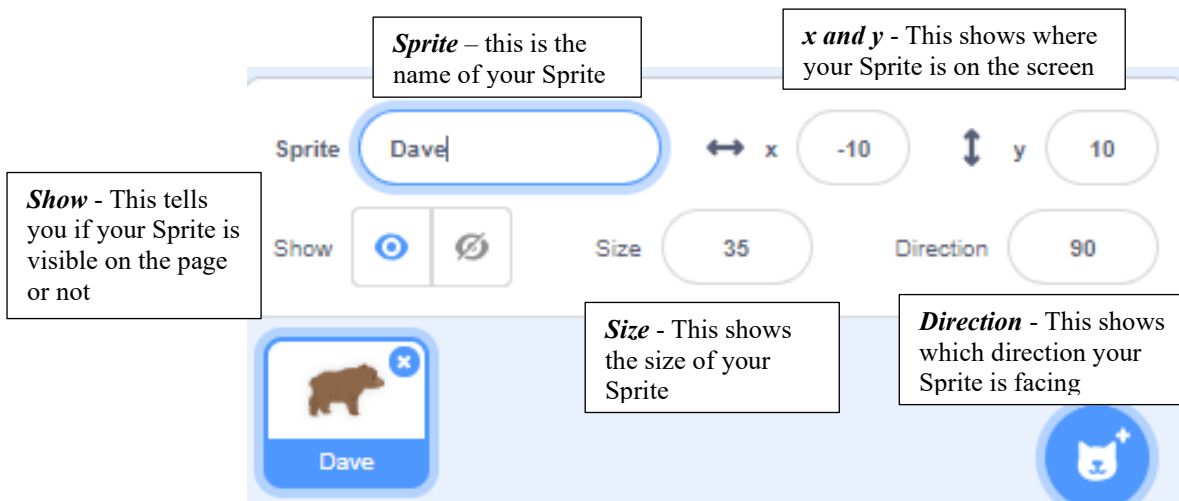 Sprite – this is the
name of your Sprite
x and y - This shows where
your Sprite is on the screen
Sprite
Dave
x
-10
y
10
Show - This tells
you if your Sprite is
visible on the page
or not
Show
Size
35
Direction
90
Size - This shows
the size of your
Sprite
Direction - This shows
which direction your
Sprite is facing
Dave